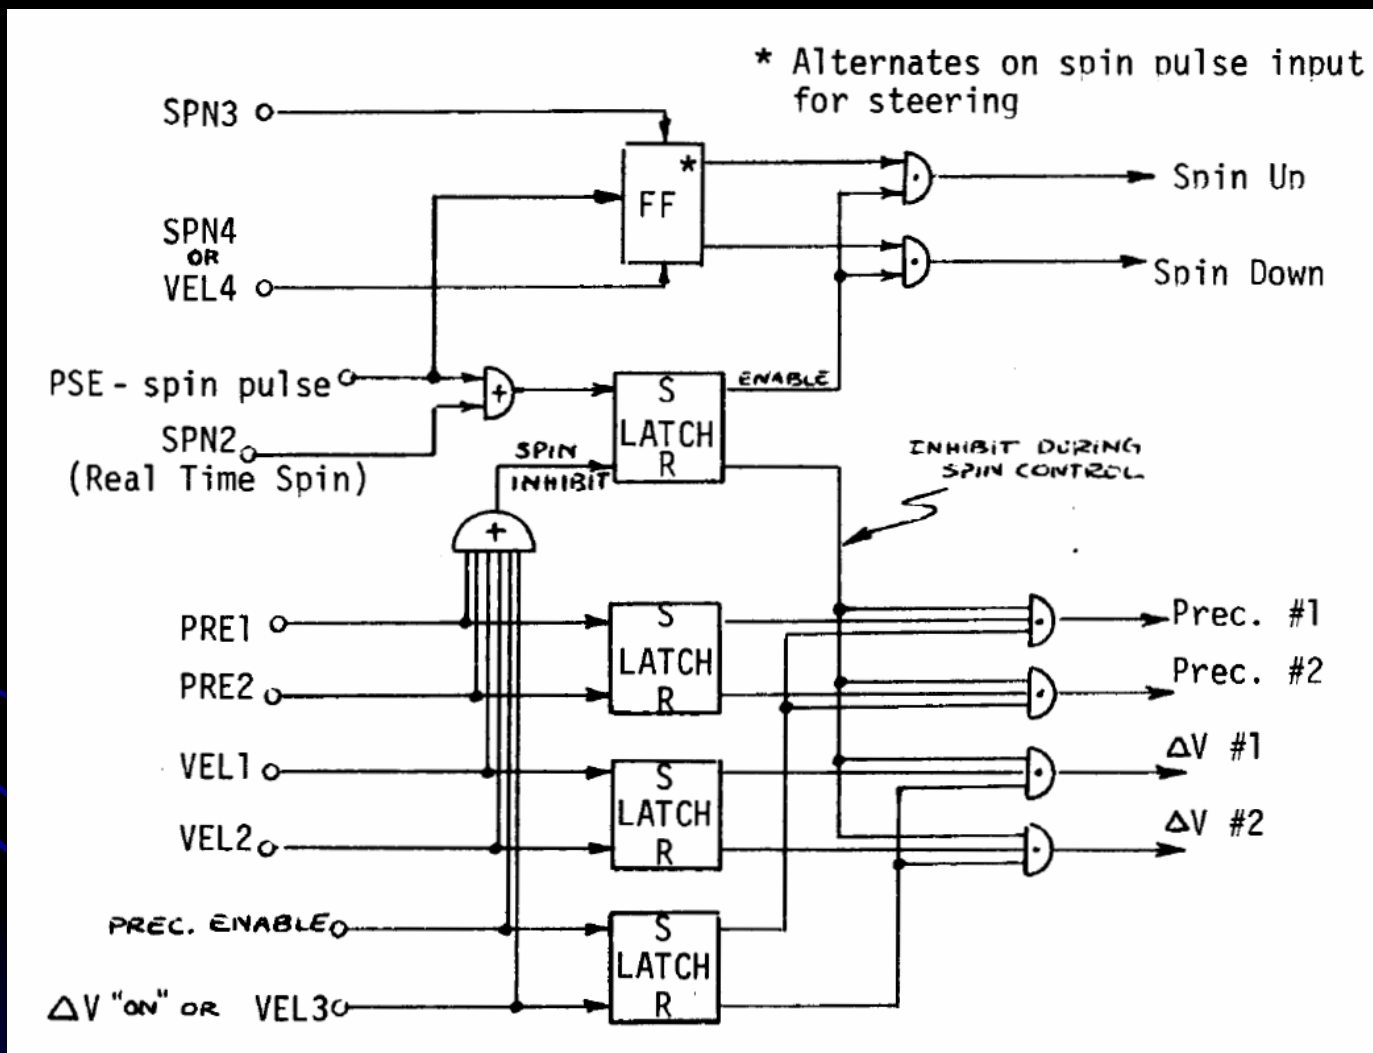 * Alternates on spin pulse input
for steering
SPN3
*
FF
Spin Up
SPN4
OR
VEL4
Spin Down
PSE - spin pulse
+
S
LATCH
R
ENABLE
SPN2
(Real Time Spin)
SPIN
INHIBIT
INHIBIT DURING
SPIN CONTROL
+
PRE1
S
LATCH
R
Prec. #1
PRE2
Prec. #2
VEL1
S
LATCH
R
ΔV #1
VEL2
ΔV #2
PREC. ENABLE
S
LATCH
R
ΔV "ON" OR VEL3